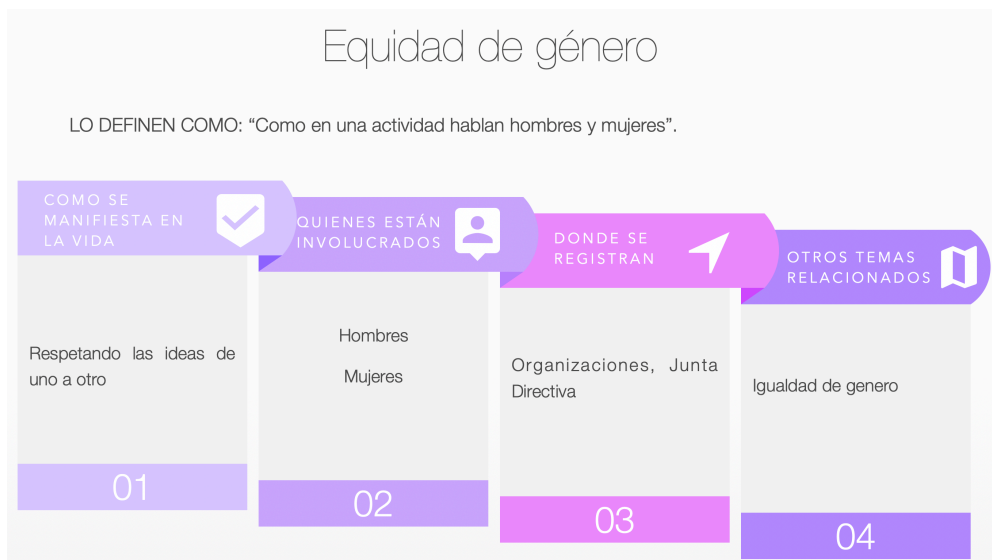 Equidad de género
LO DEFINEN COMO: “Como en una actividad hablan hombres y mujeres”.
COMO SE
MANIFIESTA EN
LA VIDA
QUIENES ESTÁN
INVOLUCRADOS
DONDE SE
REGISTRAN
OTROS TEMAS
RELACIONADOS
Respetando las ideas de
uno a otro
Hombres
Mujeres
Organizaciones, Junta
Directiva
Igualdad de genero
01
02
03
04